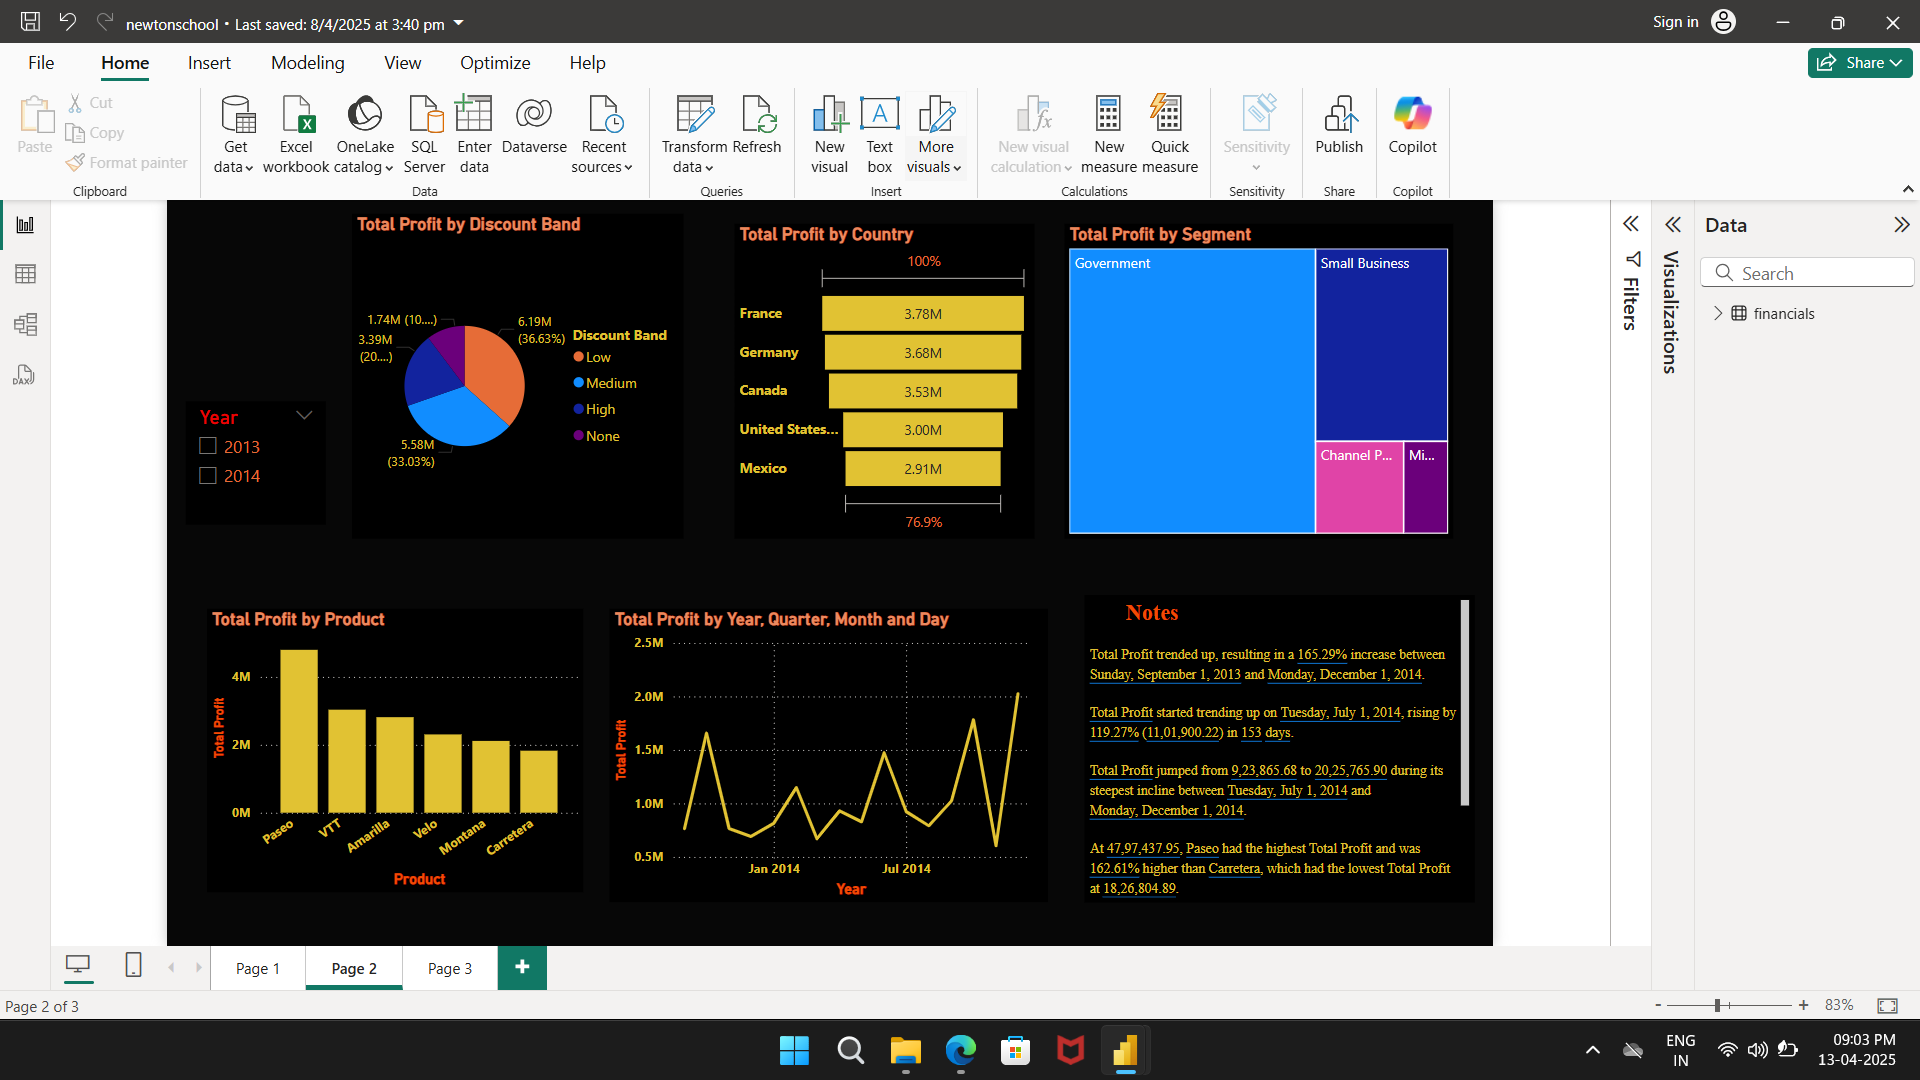 newtonschool • Last saved: 8/4/2025 at 3:40 pm
Sign in
File
Home
Insert
Modeling
View
Optimize
Help
Share
Paste
Cut
Copy
Format painter
Clipboard
Get data
Excel workbook
OneLake catalog
SQL Server
Enter data
Dataverse
Recent sources
Data
Transform data
Refresh
Queries
New visual
Text box
More visuals
Insert
New visual calculation
New measure
Quick measure
Calculations
Sensitivity
Sensitivity
Publish
Share
Copilot
Copilot
Year
2013
2014
Total Profit by Discount Band
1.74M (10....)
3.39M
(20....)
6.19M
(36.63%)
5.58M
(33.03%)
Discount Band
Low
Medium
High
None
Total Profit by Country
100%
France 3.78M
Germany 3.68M
Canada 3.53M
United States... 3.00M
Mexico 2.91M
76.9%
Total Profit by Segment
Government
Small Business
Channel P...
Mi...
Total Profit by Product
Total Profit
4M
2M
0M
Paseo
VTT
Amarilla
Velo
Montana
Carretera
Product
Total Profit by Year, Quarter, Month and Day
Total Profit
2.5M
2.0M
1.5M
1.0M
0.5M
Jan 2014
Jul 2014
Year
Notes
Total Profit trended up, resulting in a 165.29% increase between
Sunday, September 1, 2013 and Monday, December 1, 2014.
Total Profit started trending up on Tuesday, July 1, 2014, rising by
119.27% (11,01,900.22) in 153 days.
Total Profit jumped from 9,23,865.68 to 20,25,765.90 during its
steepest incline between Tuesday, July 1, 2014 and
Monday, December 1, 2014.
At 47,97,437.95, Paseo had the highest Total Profit and was
162.61% higher than Carretera, which had the lowest Total Profit
at 18,26,804.89.
Filters
Visualizations
Data
Search
financials
DAX
Page 1
Page 2
Page 3
+
Page 2 of 3
- + 83%
ENG
IN
09:03 PM
13-04-2025